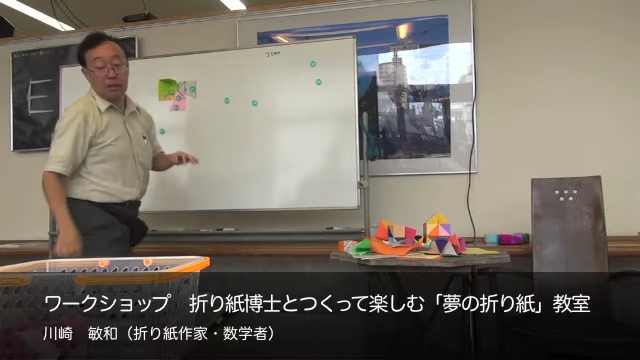 ワークショップ　折り紙博士とつくって楽しむ「夢の折り紙」教室
川崎　敏和（折り紙作家・数学者）